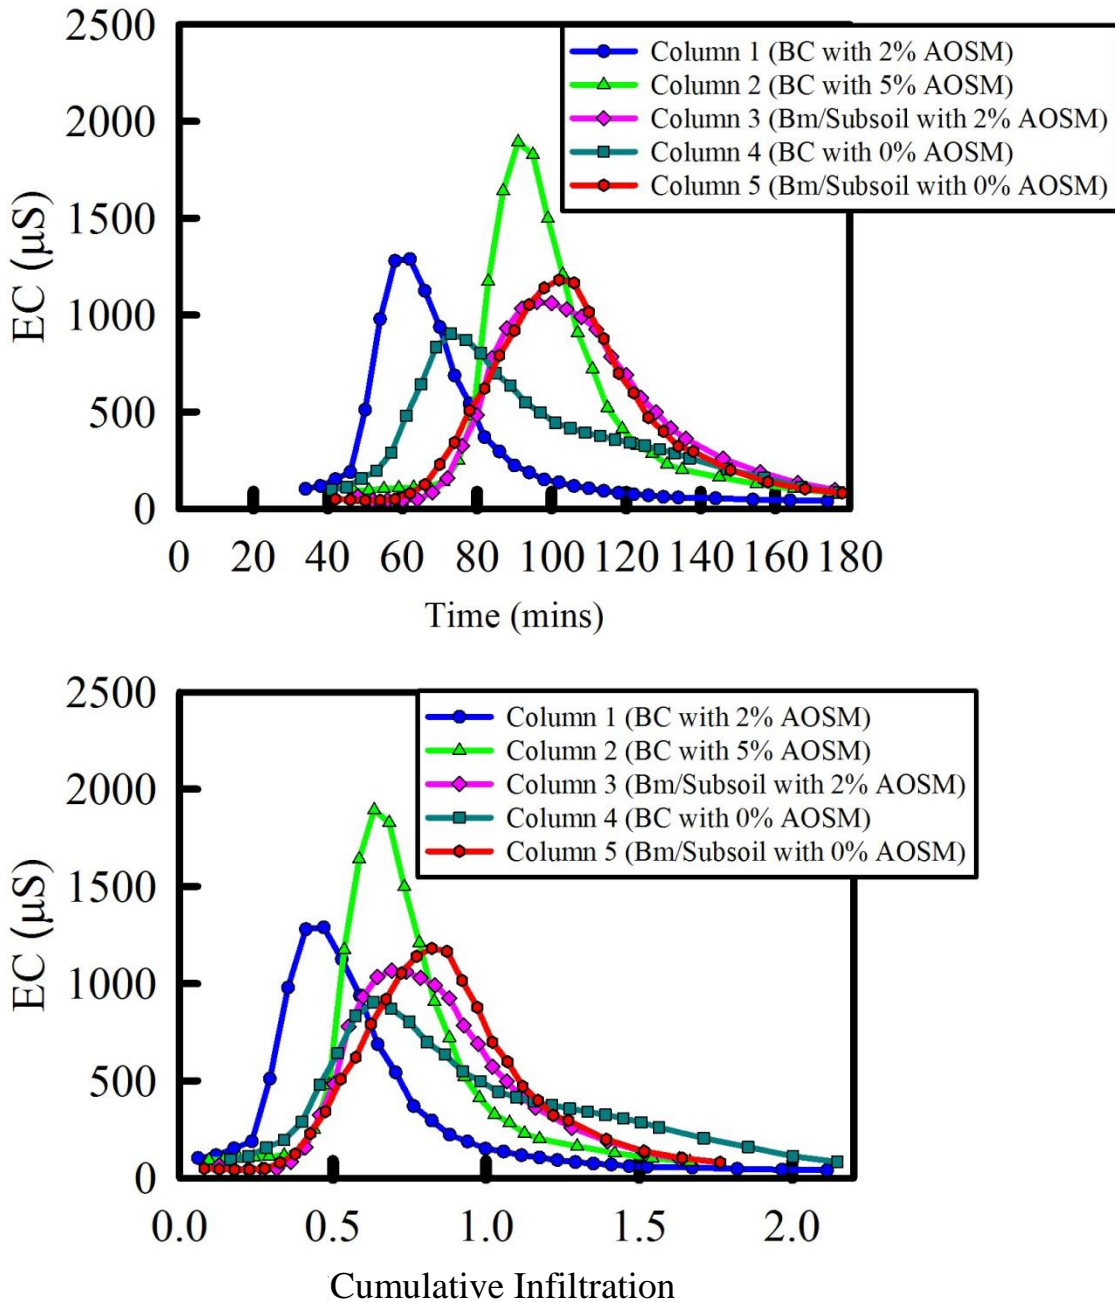 2500
2000
1500
1000
500
0
EC (µS)
Column 1 (BC with 2% AOSM)
Column 2 (BC with 5% AOSM)
Column 3 (Bm/Subsoil with 2% AOSM)
Column 4 (BC with 0% AOSM)
Column 5 (Bm/Subsoil with 0% AOSM)
0 20 40 60 80 100 120 140 160 180
Time (mins)
2500
2000
1500
1000
500
0
EC (µS)
Column 1 (BC with 2% AOSM)
Column 2 (BC with 5% AOSM)
Column 3 (Bm/Subsoil with 2% AOSM)
Column 4 (BC with 0% AOSM)
Column 5 (Bm/Subsoil with 0% AOSM)
0.0 0.5 1.0 1.5 2.0
Cumulative Infiltration